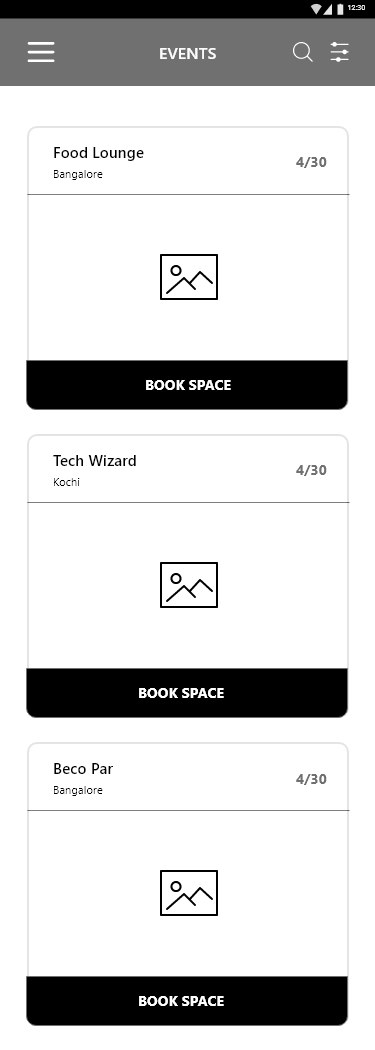 12:30
EVENTS
Food Lounge
4/30
Bangalore
BOOK SPACE
Tech Wizard
4/30
Kochi
BOOK SPACE
Beco Par
4/30
Bangalore
BOOK SPACE